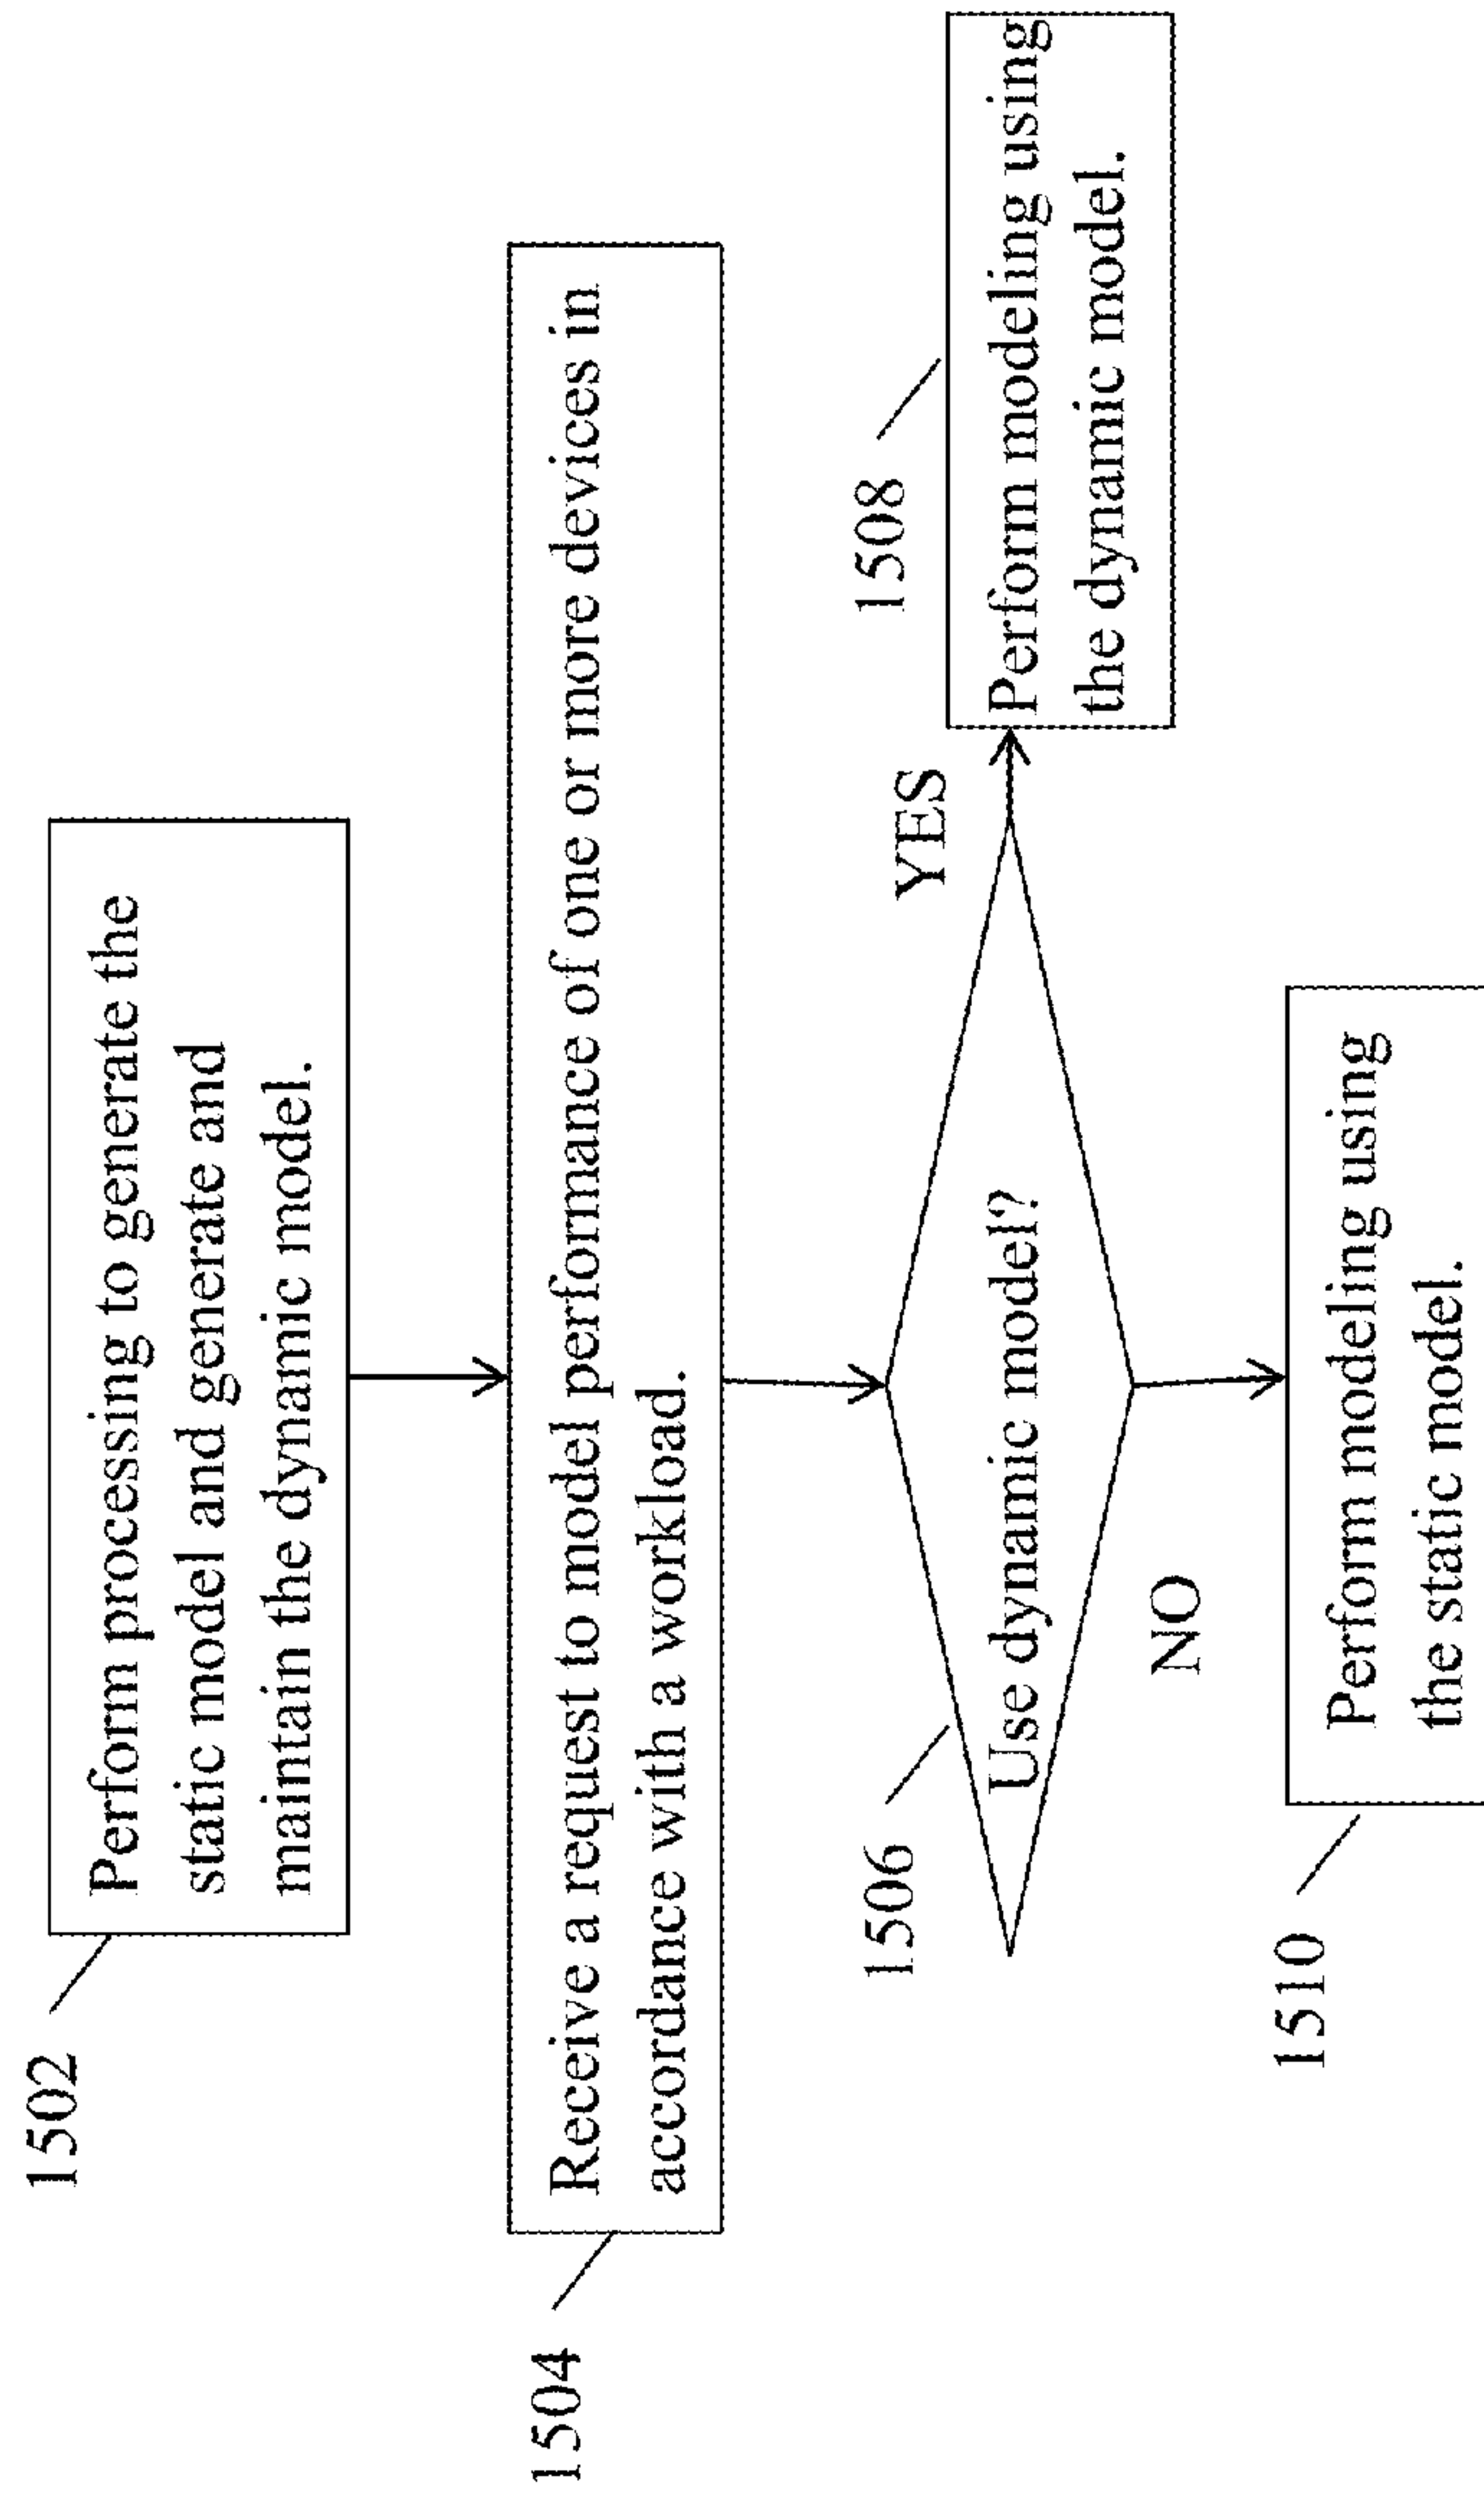 1502
Perform processing to generate the
static model and generate and
maintain the dynamic model.
1504
Receive a request to model performance of one or more devices in
accordance with a workload.
1506
Use dynamic model?
YES
1508
Perform modeling using
the dynamic model.
NO
1510
Perform modeling using
the static model.